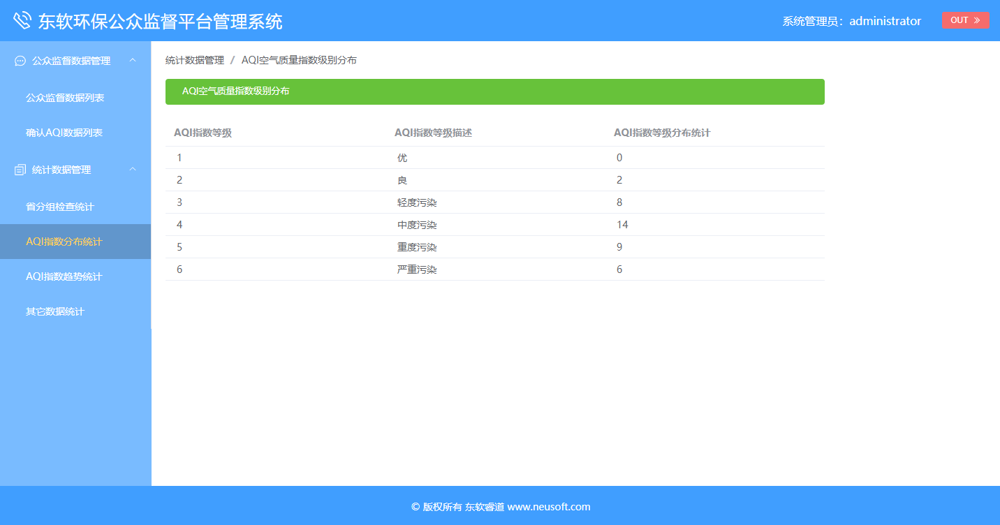 东软环保公众监督平台管理系统
系统管理员：administrator
OUT
公众监督数据管理
公众监督数据列表
确认AQI数据列表
统计数据管理
省分组检查统计
AQI指数分布统计
AQI指数趋势统计
其它数据统计
统计数据管理 / AQI空气质量指数级别分布
AQI空气质量指数级别分布
AQI指数等级 AQI指数等级描述 AQI指数等级分布统计
1 优 0
2 良 2
3 轻度污染 8
4 中度污染 14
5 重度污染 9
6 严重污染 6
© 版权所有 东软睿道 www.neusoft.com